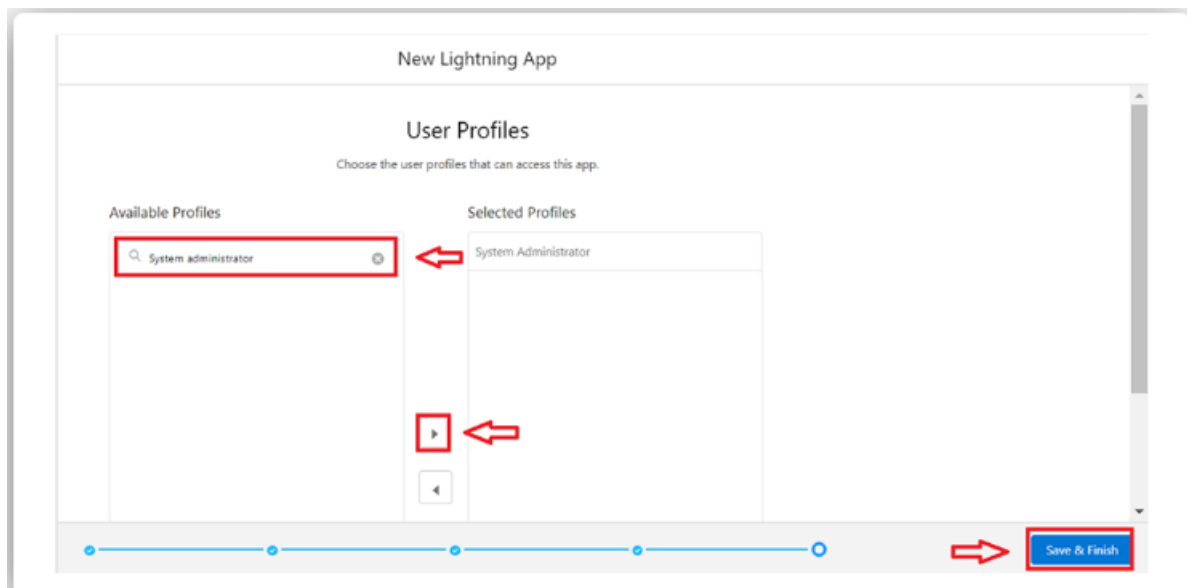 New Lightning App
User Profiles
Choose the user profiles that can access this app.
Available Profiles
Selected Profiles
System administrator
System Administrator
Save & Finish